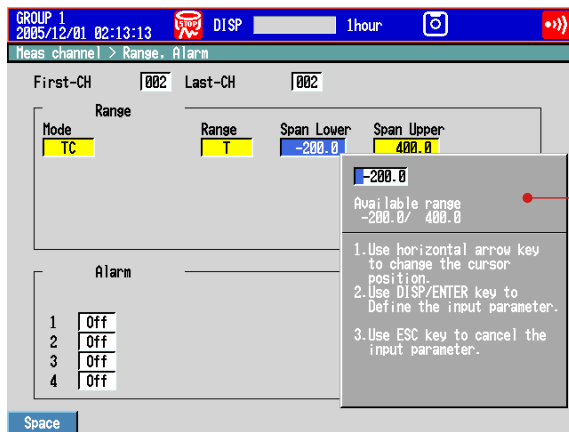 GROUP 1
2005/12/01 02:13:13
STOP
DISP
1hour
Meas channel > Range, Alarm
First-CH 002 Last-CH 002
Range
Mode Range Span Lower Span Upper
TC T -200.0 400.0
-200.0
Available range
-200.0/ 400.0
1.Use horizontal arrow key
to change the cursor
position.
2.Use DISP/ENTER key to
Define the input parameter.
3.Use ESC key to cancel the
input parameter.
Alarm
1 Off
2 Off
3 Off
4 Off
Space